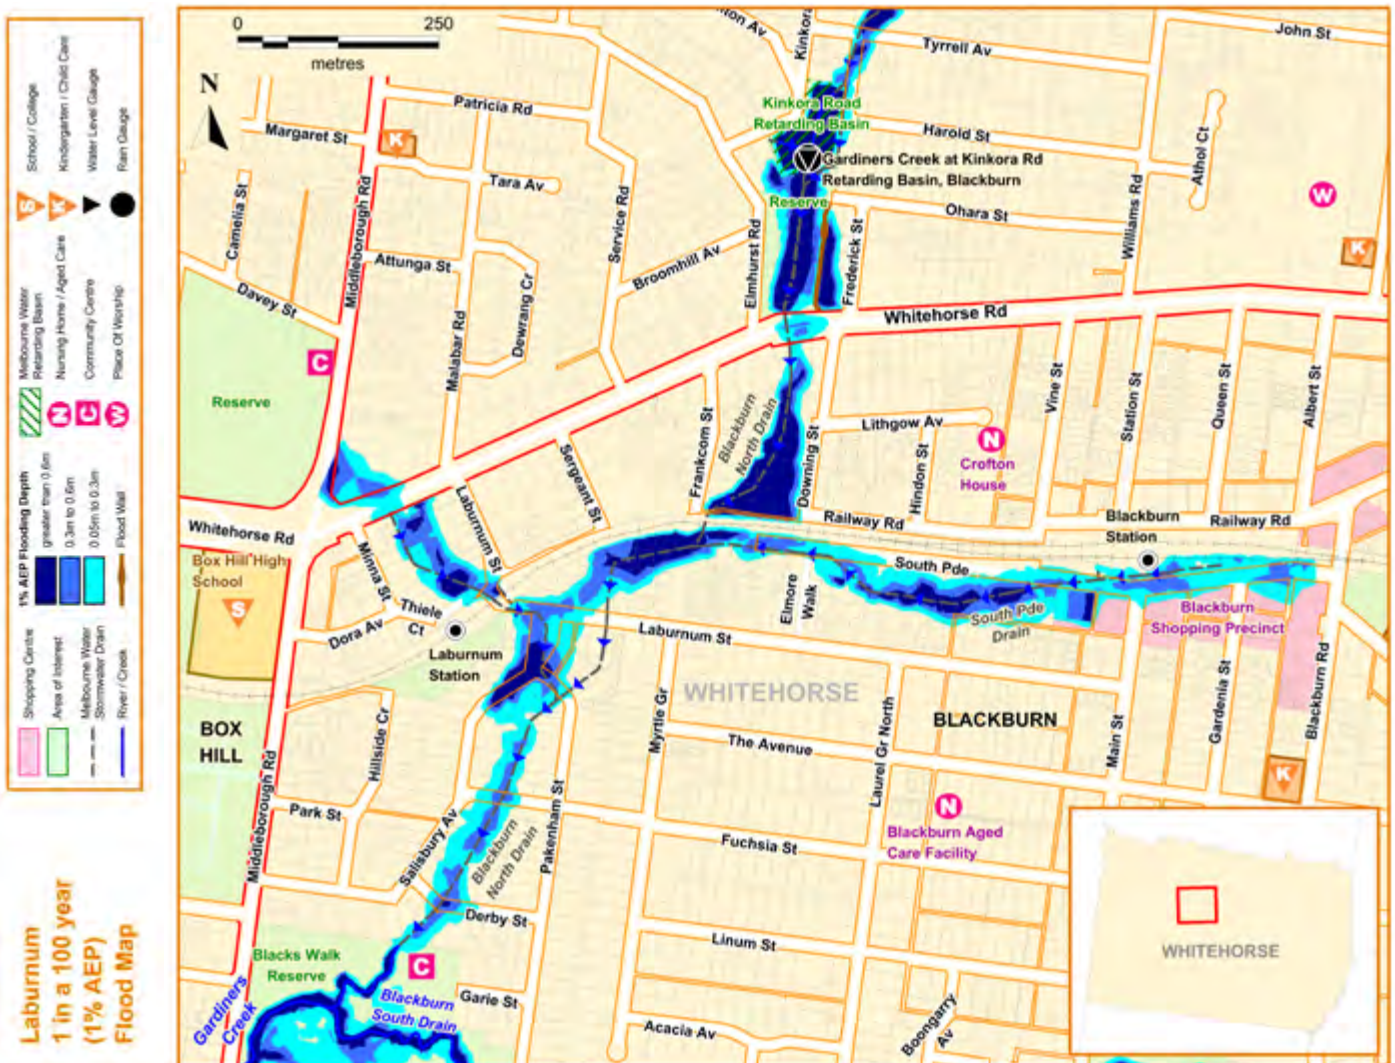 School / College
Kindergarten / Child Care
Water Level Gauge
Rain Gauge
Melbourne Water
Retarding Basin
Nursing Home / Aged Care
Community Centre
Place Of Worship
1% AEP Flooding Depth
greater than 0.6m
0.3m to 0.6m
0.05m to 0.3m
Flood Wall
Shopping Centre
Area of Interest
Melbourne Water
Stormwater Drain
River / Creek
S
K
N
C
W
Laburnum
1 in a 100 year
(1% AEP)
Flood Map
0 250
metres
N
Kinkora
Tyrrell Av
John St
Patricia Rd
Margaret St
K
Tara Av
Camelia St
Middleborough Rd
Service Rd
Kinkora Road
Retarding Basin
Harold St
Athol Ct
Gardiners Creek at Kinkora Rd
Retarding Basin, Blackburn
Reserve
Ohara St
Williams Rd
W
K
Attunga St
Broomhill Av
Elmhurst Rd
Frederick St
Davey St
Dewrang Cr
Malabar Rd
Whitehorse Rd
C
Reserve
Frankcom St
Blackburn
North Drain
Downing St
Lithgow Av
Hindon St
N
Crofton
House
Vine St
Station St
Queen St
Albert St
Sergeant St
Laburnum St
Whitehorse Rd
Railway Rd
Blackburn
Station
Railway Rd
Box Hill High
School
S
Minna St
Thiele
Ct
Dora Av
Laburnum
Station
South Pde
Elmore
Walk
South Pde
Drain
Blackburn
Shopping Precinct
Laburnum St
WHITEHORSE
BLACKBURN
BOX
HILL
Hillside Cr
Myrtle Gr
The Avenue
Laurel Gr North
Main St
Gardenia St
Blackburn Rd
K
Middleborough Rd
Park St
Salisbury Av
Blackburn
North Drain
Pakenham St
Fuchsia St
N
Blackburn Aged
Care Facility
Derby St
Linum St
Blacks Walk
Reserve
C
Gardiners
Creek
Blackburn
South Drain
Garie St
Acacia Av
Boongarry
Av
WHITEHORSE